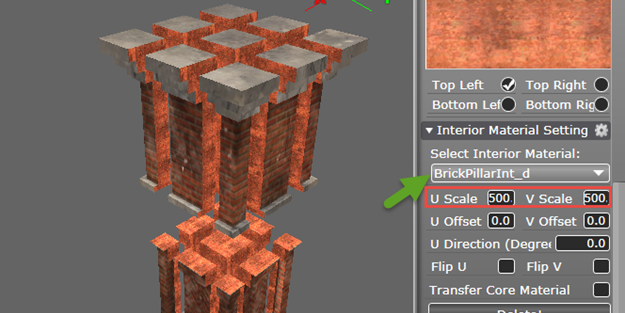 Top Left Top Right
Bottom Lef Bottom Rig
Interior Material Setting
Select Interior Material:
BrickPillarInt_d
U Scale 500. V Scale 500.
U Offset 0.0 V Offset 0.0
U Direction (Degree 0.0
Flip U Flip V
Transfer Core Material